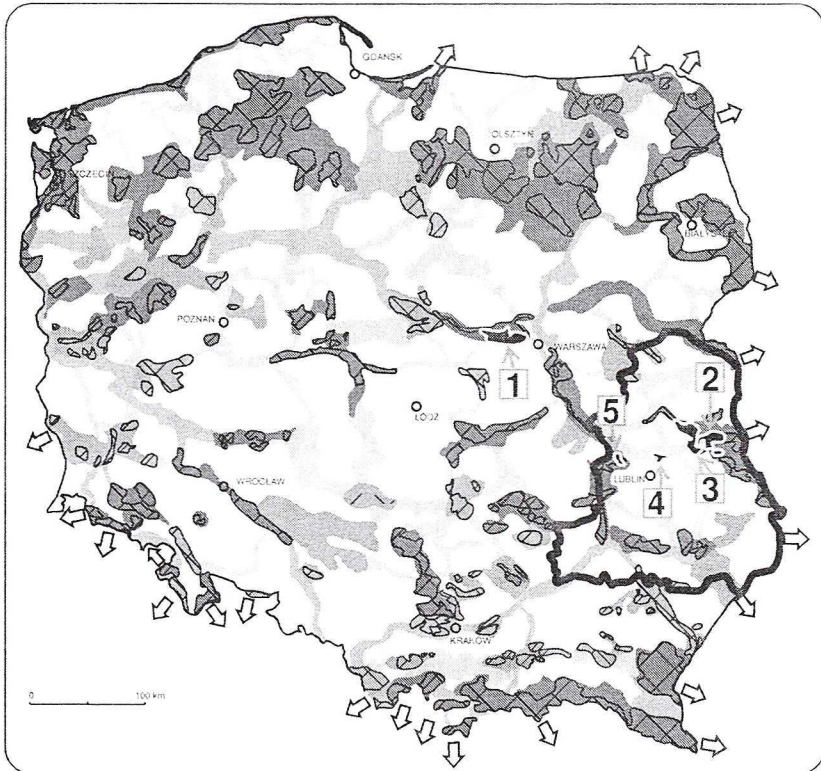 GDAŃSK
OLSZTYN
SZCZECIN
POZNAŃ
WARSZAWA
1
2
5
ŁÓDŹ
WROCŁAW
LUBLIN
4
3
KRAKÓW
0
100 km